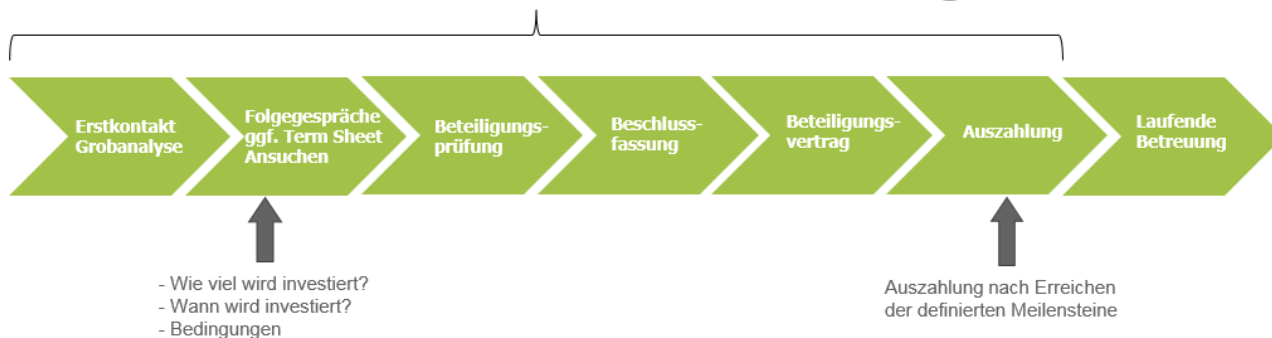 Erstkontakt
Grobanalyse
Folgegespräche
ggf. Term Sheet
Ansuchen
Beteiligungs-
prüfung
Beschluss-
fassung
Beteiligungs-
vertrag
Auszahlung
Laufende
Betreuung
- Wie viel wird investiert?
- Wann wird investiert?
- Bedingungen
Auszahlung nach Erreichen
der definierten Meilensteine